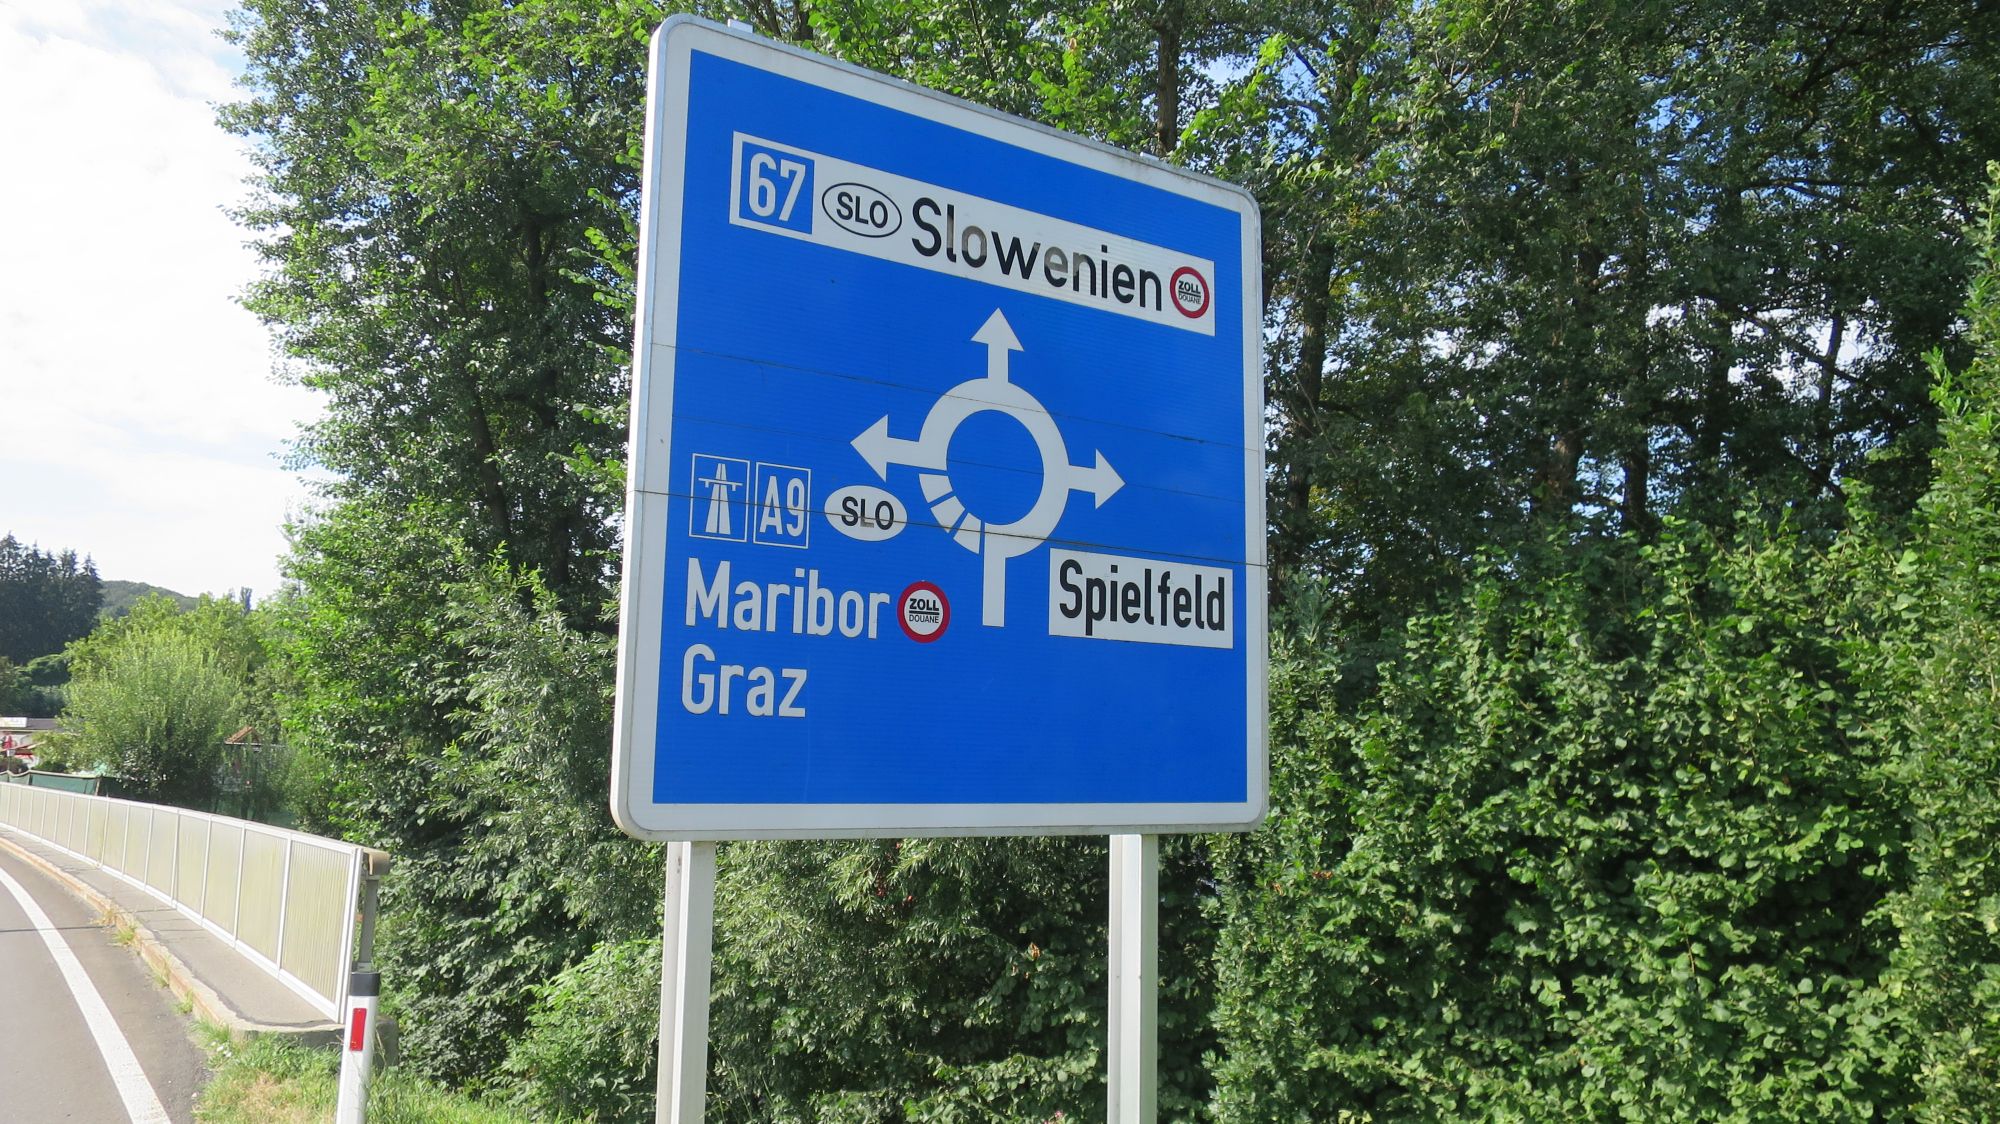 67 SLO Slowenien ZOLL DOUANE
A9 SLO
Maribor ZOLL DOUANE
Graz
Spielfeld